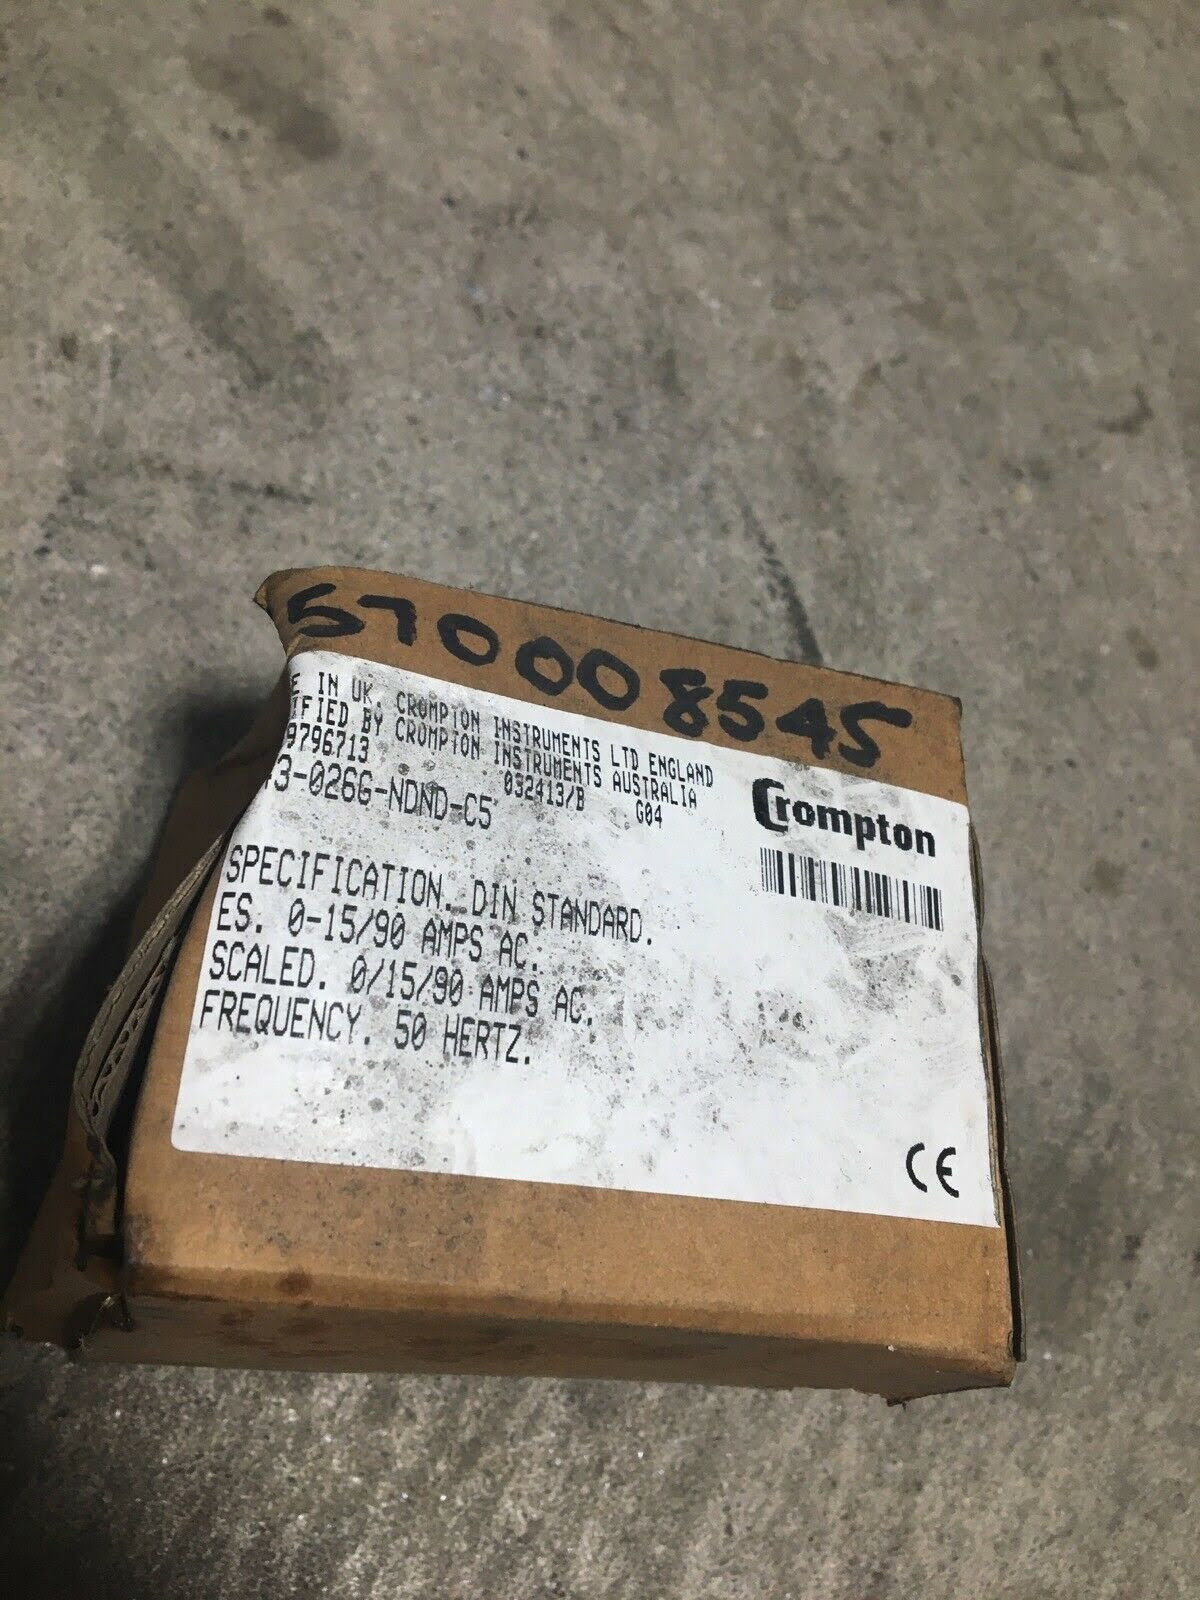 570008545
E IN UK. CROMPTON INSTRUMENTS LTD ENGLAND
IFIED BY CROMPTON INSTRUMENTS AUSTRALIA
9796713 032413/B G04
3-026G-NDND-C5
Crompton
SPECIFICATION. DIN STANDARD.
ES. 0-15/90 AMPS AC.
SCALED. 0/15/90 AMPS AC.
FREQUENCY. 50 HERTZ.
CE